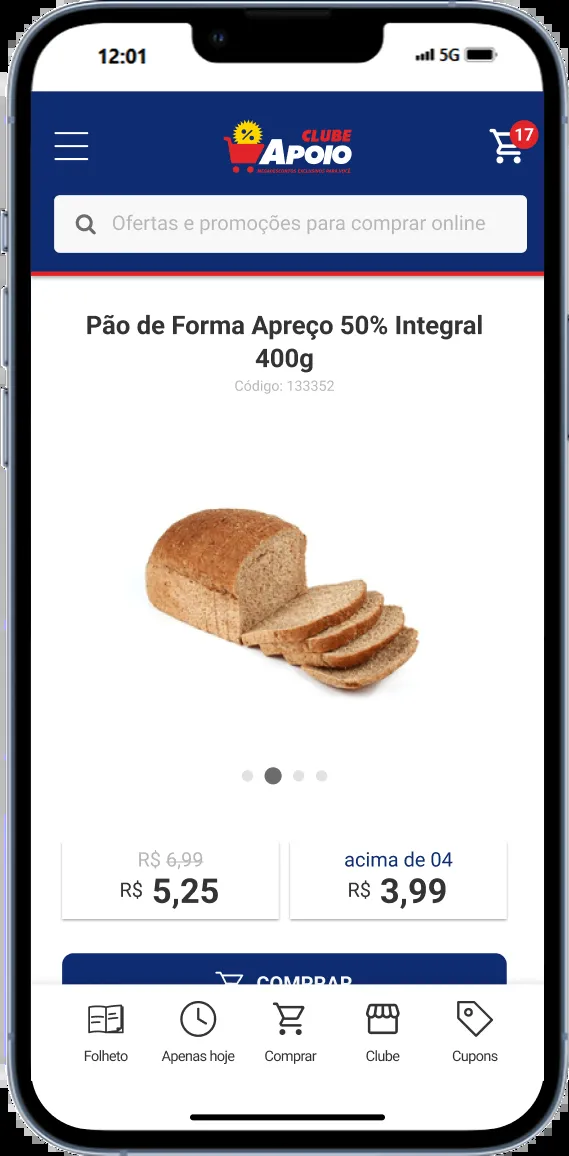 12:01
5G
CLUBE
APOIO
17
Ofertas e promoções para comprar online
Pão de Forma Apreço 50% Integral
400g
Código: 133352
R$ 6,99
R$ 5,25
acima de 04
R$ 3,99
COMPRAR
Folheto
Apenas hoje
Comprar
Clube
Cupons